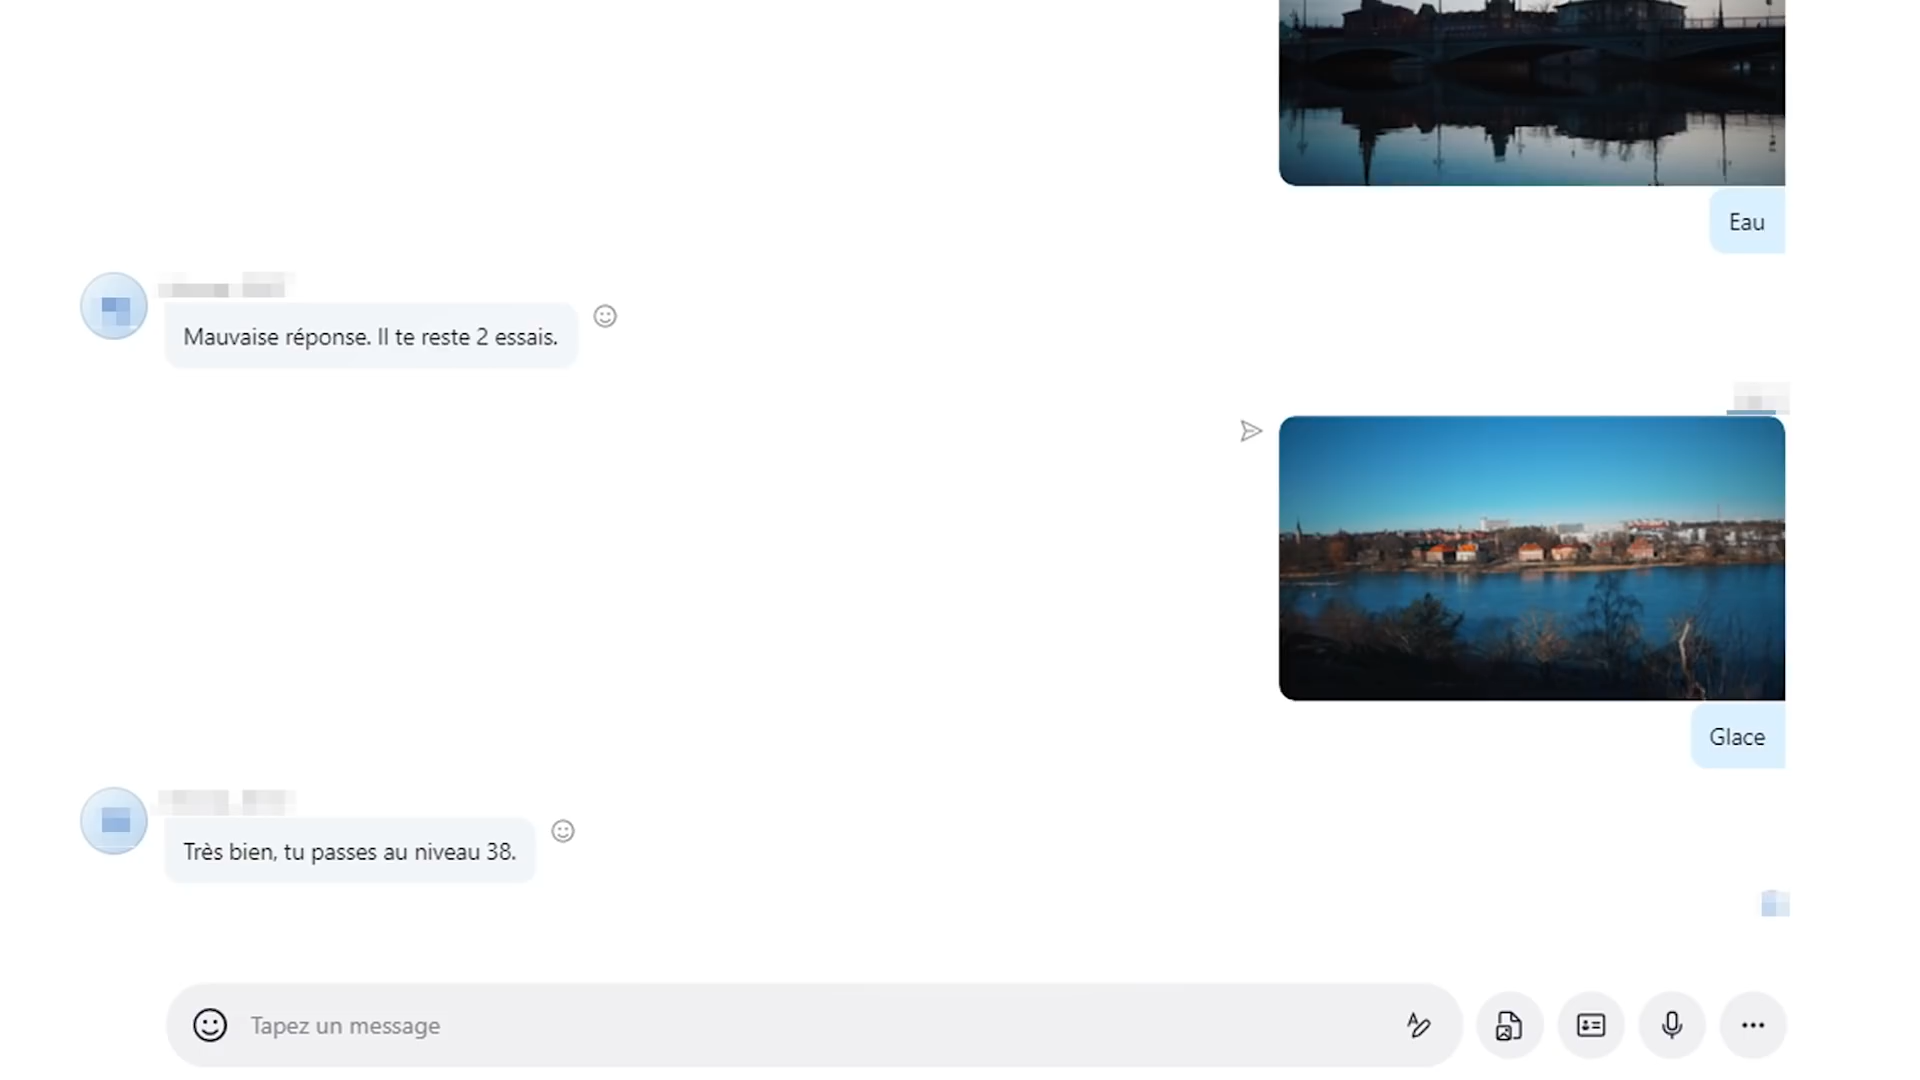 Eau
Mauvaise réponse. Il te reste 2 essais.
Glace
Très bien, tu passes au niveau 38.
Tapez un message